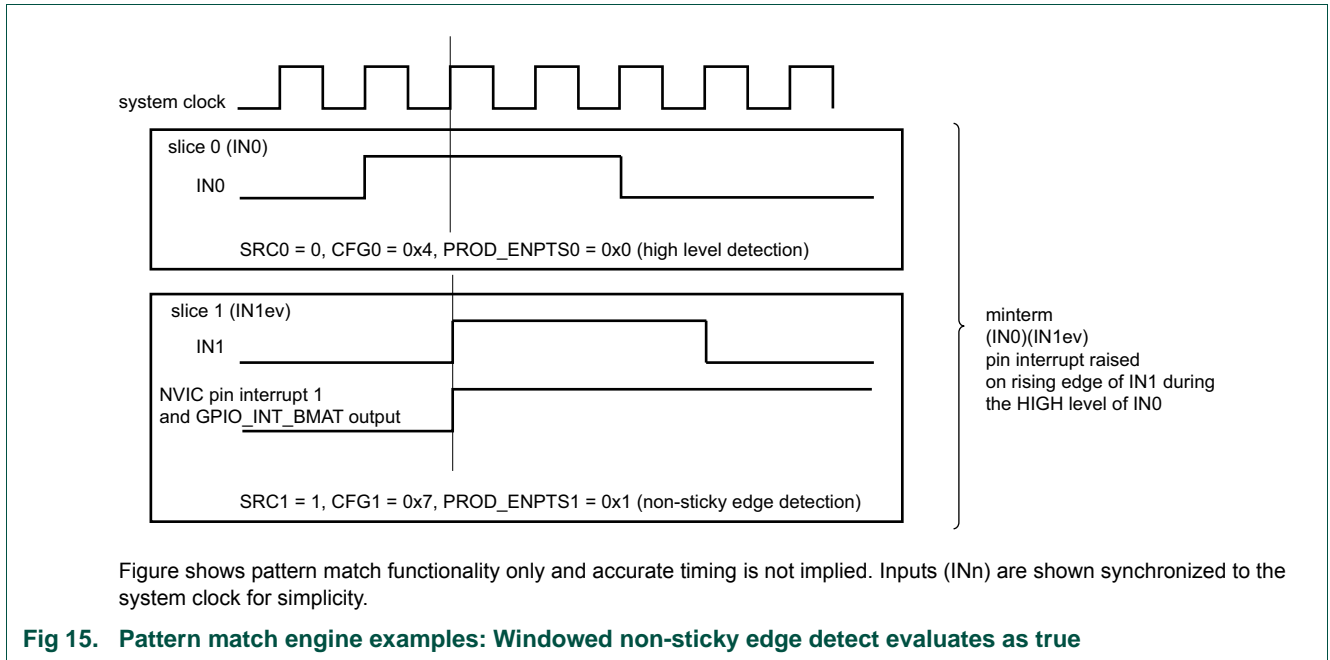 system clock
slice 0 (IN0)
IN0
SRC0 = 0, CFG0 = 0x4, PROD_ENPTS0 = 0x0 (high level detection)
slice 1 (IN1ev)
IN1
NVIC pin interrupt 1
and GPIO_INT_BMAT output
SRC1 = 1, CFG1 = 0x7, PROD_ENPTS1 = 0x1 (non-sticky edge detection)
minterm
(IN0)(IN1ev)
pin interrupt raised
on rising edge of IN1 during
the HIGH level of IN0
Figure shows pattern match functionality only and accurate timing is not implied. Inputs (INn) are shown synchronized to the
system clock for simplicity.
Fig 15. Pattern match engine examples: Windowed non-sticky edge detect evaluates as true